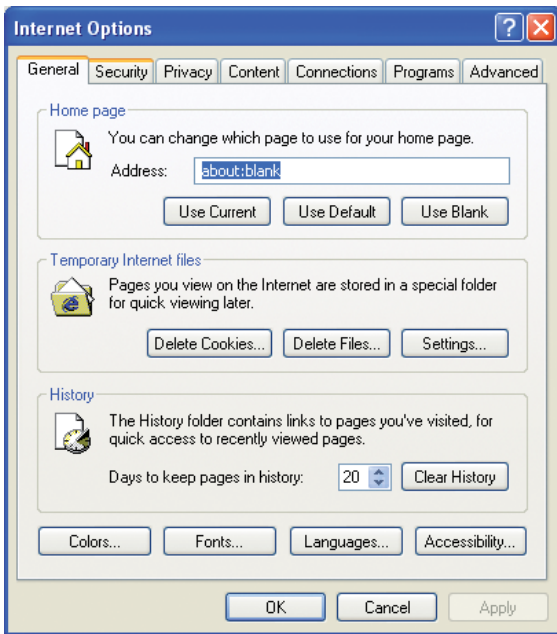 Internet Options
General Security Privacy Content Connections Programs Advanced
Home page
You can change which page to use for your home page.
Address: about:blank
Use Current Use Default Use Blank
Temporary Internet files
Pages you view on the Internet are stored in a special folder
for quick viewing later.
Delete Cookies... Delete Files... Settings...
History
The History folder contains links to pages you've visited, for
quick access to recently viewed pages.
Days to keep pages in history: 20 Clear History
Colors... Fonts... Languages... Accessibility...
OK Cancel Apply